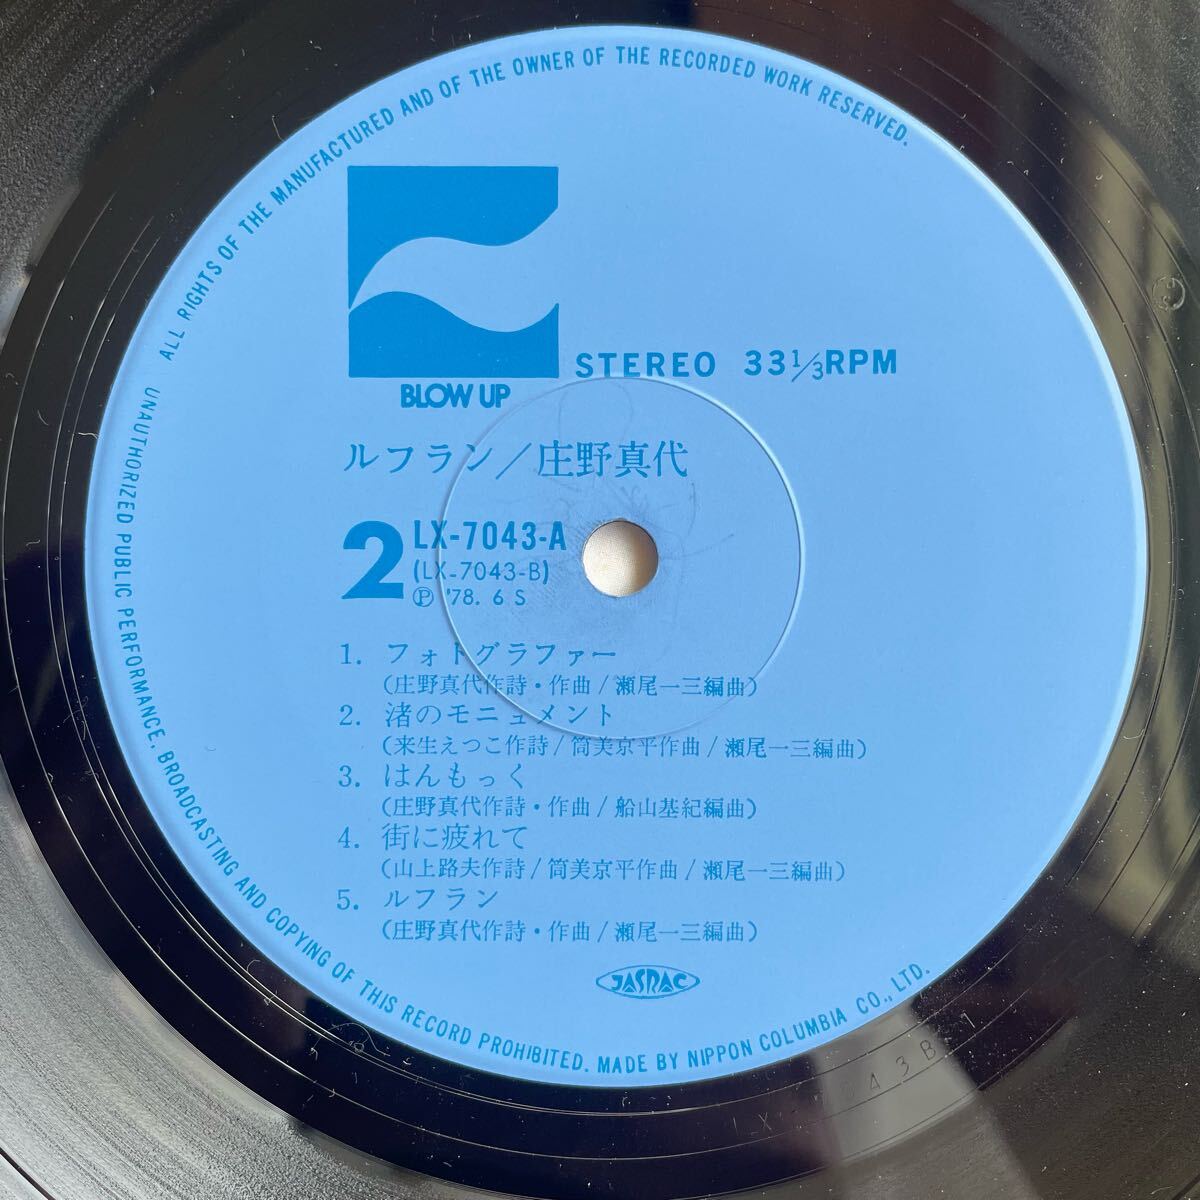 ALL RIGHTS OF THE MANUFACTURED AND OF THE OWNER OF THE RECORDED WORK RESERVED.
BLOW UP
STEREO 33⅓RPM
ルフラン/庄野真代
2
LX-7043-A
(LX-7043-B)
Ⓟ '78. 6 S
1. フォトグラファー
(庄野真代作詩・作曲/瀬尾一三編曲)
2. 渚のモニュメント
(来生えつこ作詩/筒美京平作曲/瀬尾一三編曲)
3. はんもっく
(庄野真代作詩・作曲/船山基紀編曲)
4. 街に疲れて
(山上路夫作詩/筒美京平作曲/瀬尾一三編曲)
5. ルフラン
(庄野真代作詩・作曲/瀬尾一三編曲)
JASRAC
UNAUTHORIZED PUBLIC PERFORMANCE. BROADCASTING AND COPYING OF THIS RECORD PROHIBITED. MADE BY NIPPON COLUMBIA CO., LTD.